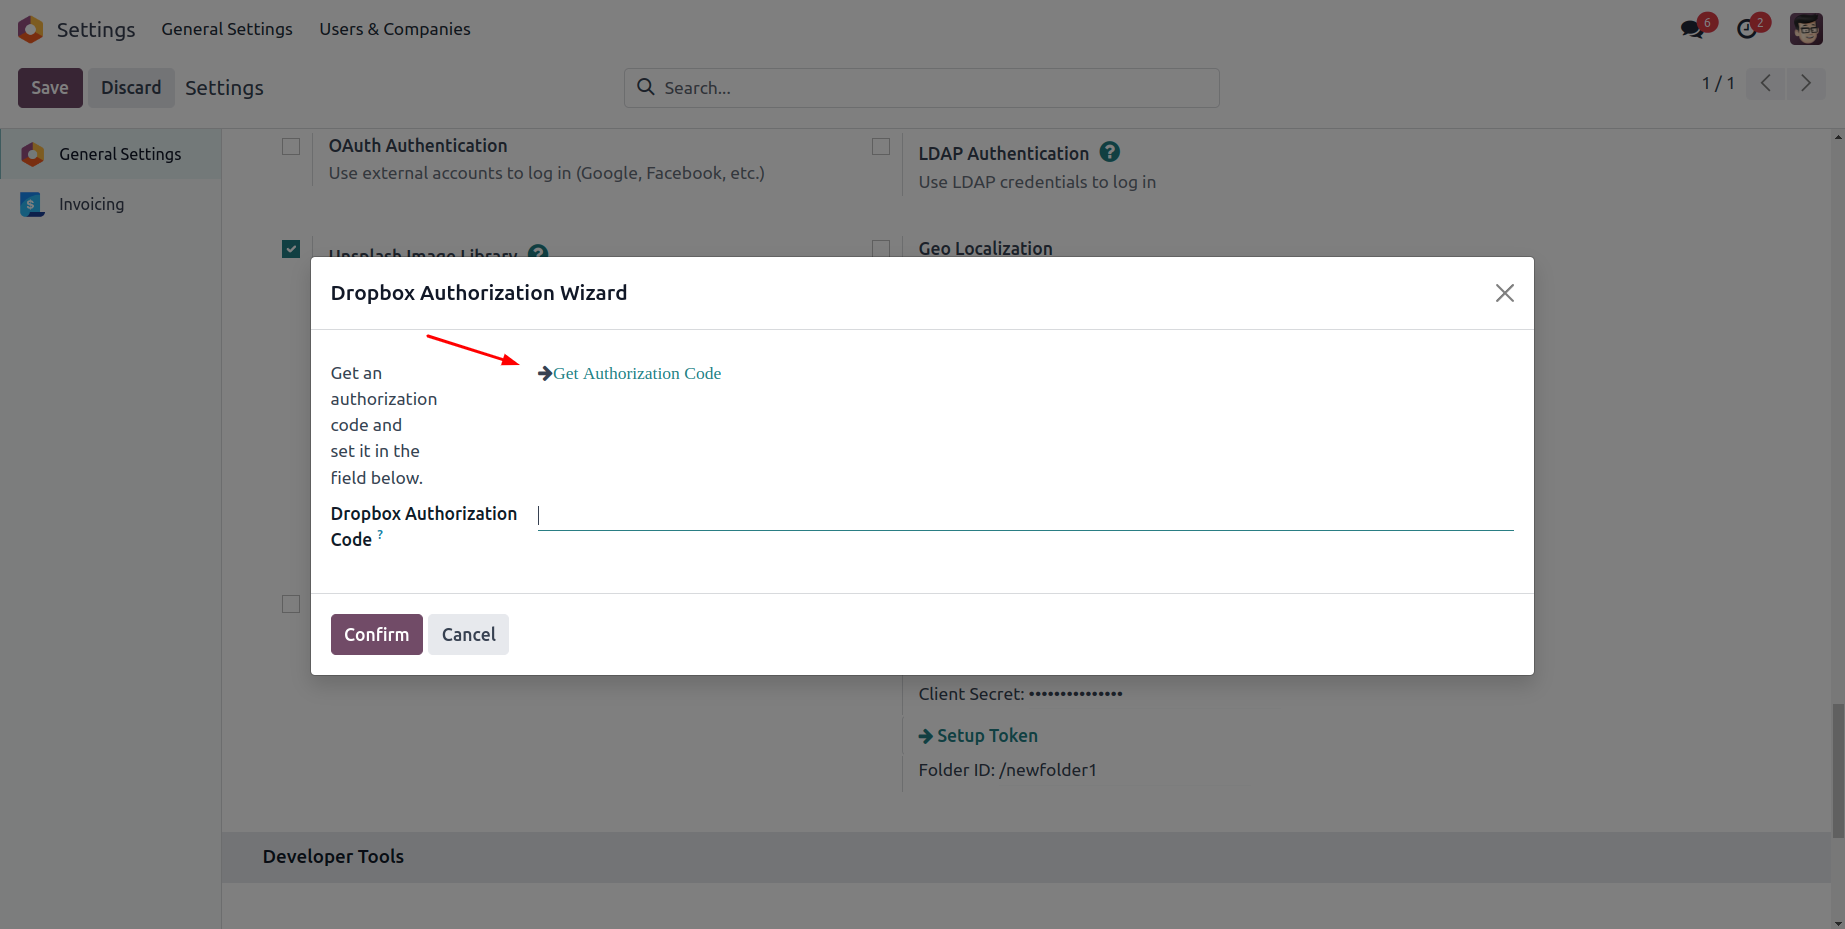 Settings General Settings Users & Companies 6 2
Save Discard Settings Search... 1 / 1
General Settings
Invoicing
OAuth Authentication
Use external accounts to log in (Google, Facebook, etc.)
LDAP Authentication ?
Use LDAP credentials to log in
Unsplash Image Library ?
Geo Localization
Dropbox Authorization Wizard
Get an
authorization
code and
set it in the
field below.
Get Authorization Code
Dropbox Authorization
Code ?
Confirm Cancel
Client Secret: •••••••••••••••
Setup Token
Folder ID: /newfolder1
Developer Tools